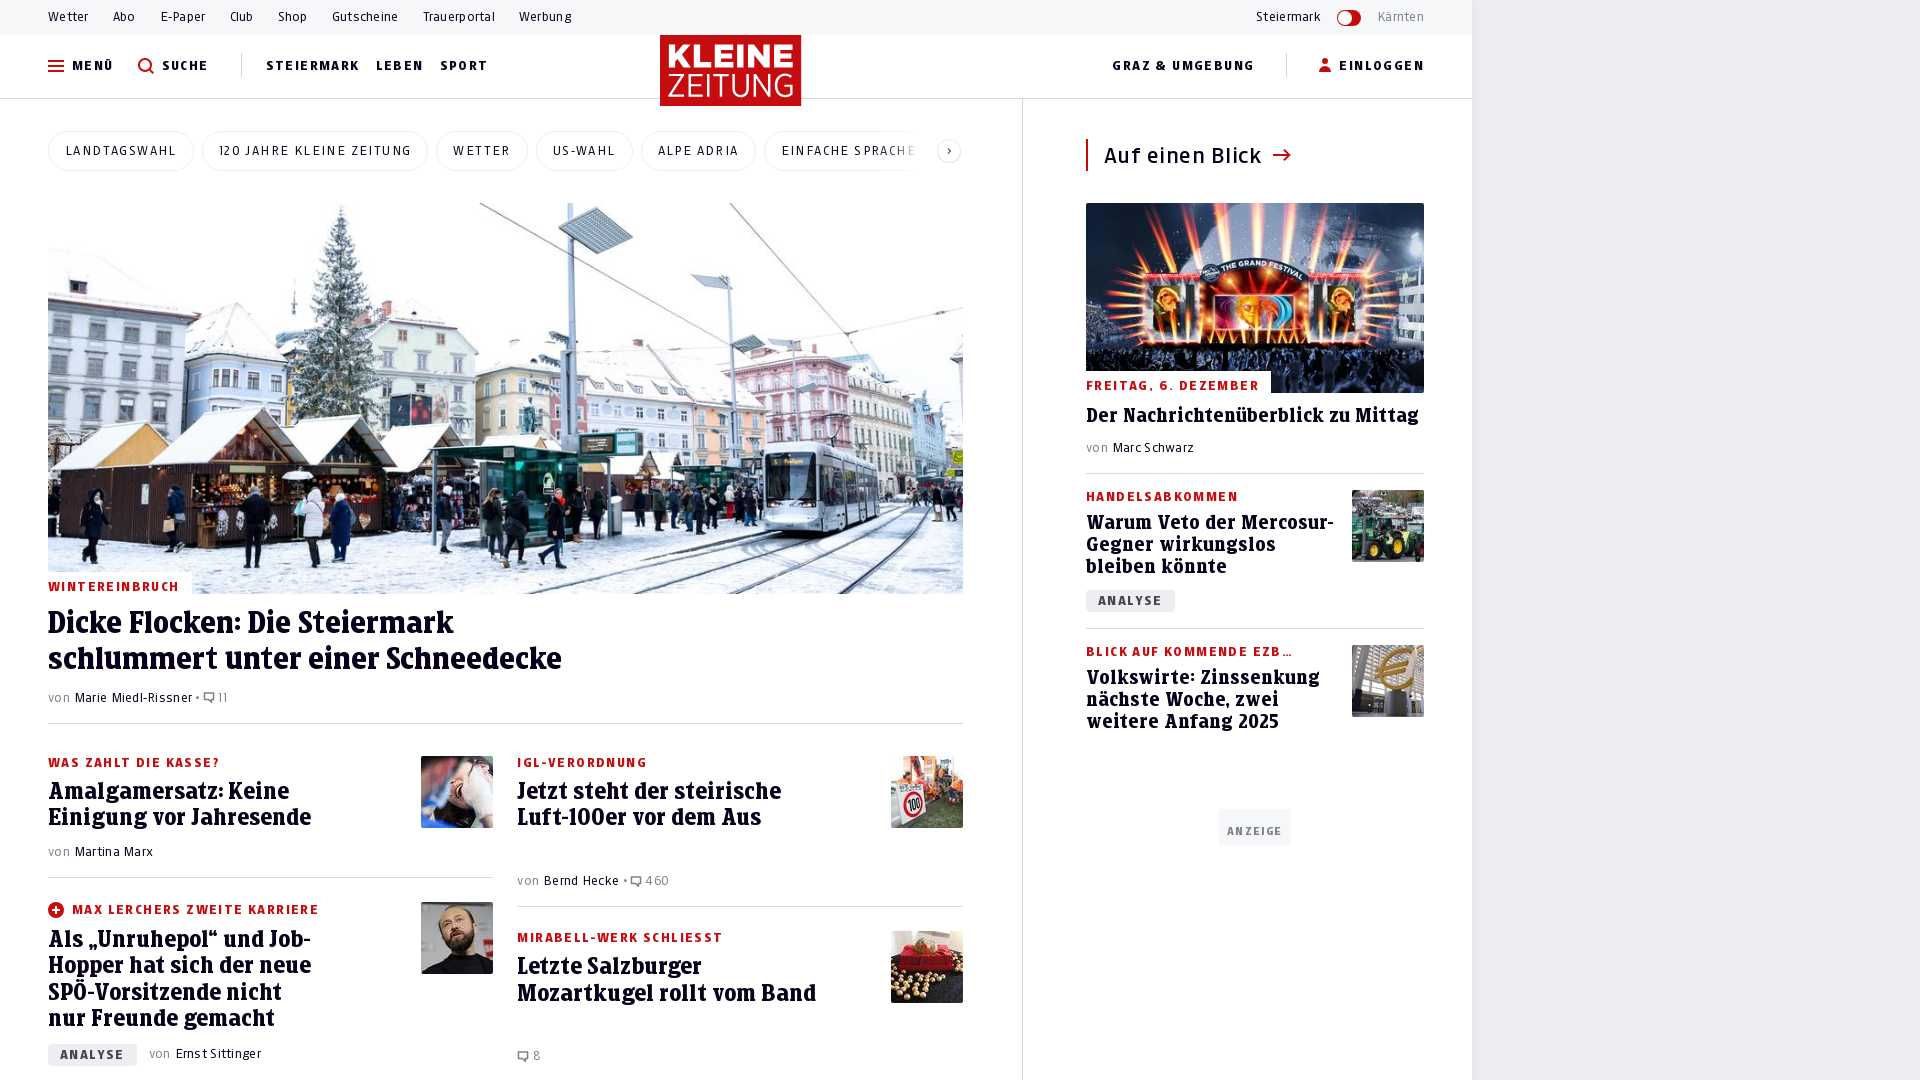 Wetter
Abo
E-Paper
Club
Shop
Gutscheine
Trauerportal
Werbung
Steiermark
Kärnten
MENÜ
SUCHE
STEIERMARK
LEBEN
SPORT
KLEINE
ZEITUNG
GRAZ & UMGEBUNG
EINLOGGEN
LANDTAGSWAHL
120 JAHRE KLEINE ZEITUNG
WETTER
US-WAHL
ALPE ADRIA
EINFACHE SPRACHE
WINTEREINBRUCH
Dicke Flocken: Die Steiermark
schlummert unter einer Schneedecke
von Marie Miedl-Rissner • 11
WAS ZAHLT DIE KASSE?
Amalgamersatz: Keine
Einigung vor Jahresende
von Martina Marx
MAX LERCHERS ZWEITE KARRIERE
Als „Unruhepol“ und Job-
Hopper hat sich der neue
SPÖ-Vorsitzende nicht
nur Freunde gemacht
ANALYSE
von Ernst Sittinger
IGL-VERORDNUNG
Jetzt steht der steirische
Luft-100er vor dem Aus
100
von Bernd Hecke • 460
MIRABELL-WERK SCHLIESST
Letzte Salzburger
Mozartkugel rollt vom Band
8
Auf einen Blick
THE GRAND FESTIVAL
FREITAG, 6. DEZEMBER
Der Nachrichtenüberblick zu Mittag
von Marc Schwarz
HANDELSABKOMMEN
Warum Veto der Mercosur-
Gegner wirkungslos
bleiben könnte
ANALYSE
BLICK AUF KOMMENDE EZB…
Volkswirte: Zinssenkung
nächste Woche, zwei
weitere Anfang 2025
ANZEIGE